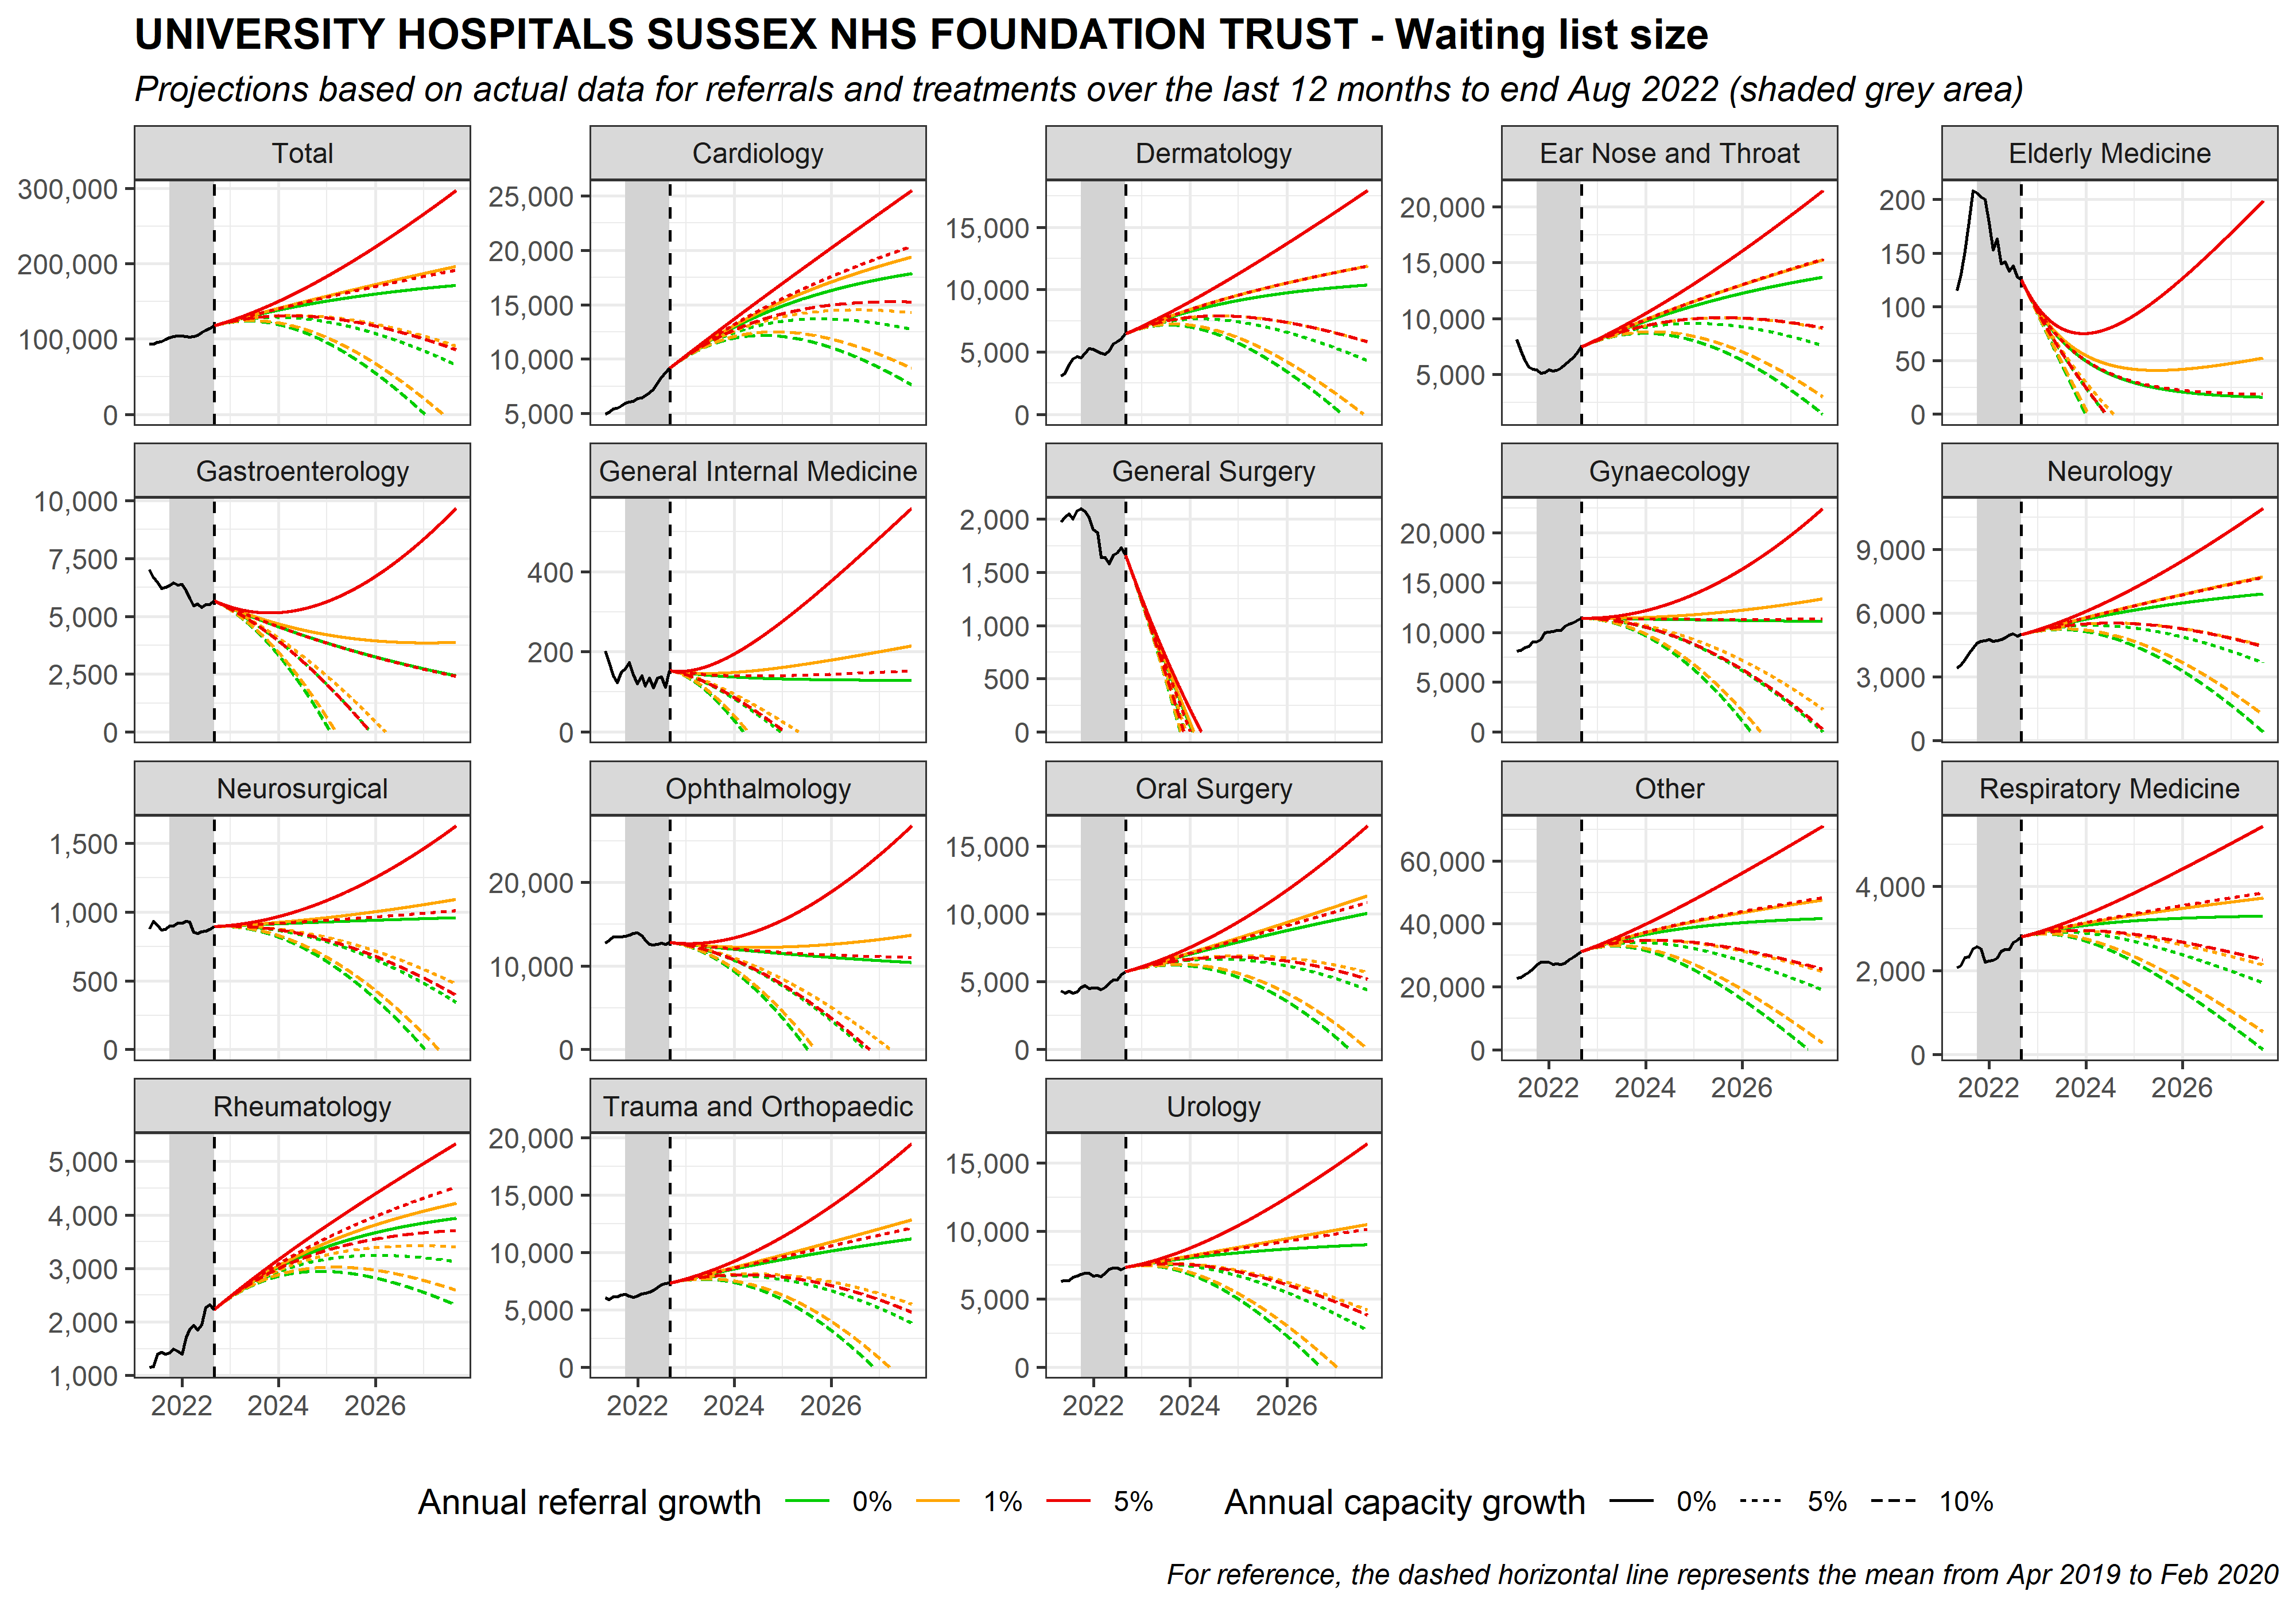 UNIVERSITY HOSPITALS SUSSEX NHS FOUNDATION TRUST - Waiting list size
Projections based on actual data for referrals and treatments over the last 12 months to end Aug 2022 (shaded grey area)
Total
300,000
200,000
100,000
0
Cardiology
25,000
20,000
15,000
10,000
5,000
Dermatology
15,000
10,000
5,000
0
Ear Nose and Throat
20,000
15,000
10,000
5,000
Elderly Medicine
200
150
100
50
0
Gastroenterology
10,000
7,500
5,000
2,500
0
General Internal Medicine
400
200
0
General Surgery
2,000
1,500
1,000
500
0
Gynaecology
20,000
15,000
10,000
5,000
0
Neurology
9,000
6,000
3,000
0
Neurosurgical
1,500
1,000
500
0
Ophthalmology
20,000
10,000
0
Oral Surgery
15,000
10,000
5,000
0
Other
60,000
40,000
20,000
0
2022 2024 2026
Respiratory Medicine
4,000
2,000
0
2022 2024 2026
Rheumatology
5,000
4,000
3,000
2,000
1,000
2022 2024 2026
Trauma and Orthopaedic
20,000
15,000
10,000
5,000
0
2022 2024 2026
Urology
15,000
10,000
5,000
0
2022 2024 2026
Annual referral growth 0% 1% 5% Annual capacity growth 0% 5% 10%
For reference, the dashed horizontal line represents the mean from Apr 2019 to Feb 2020